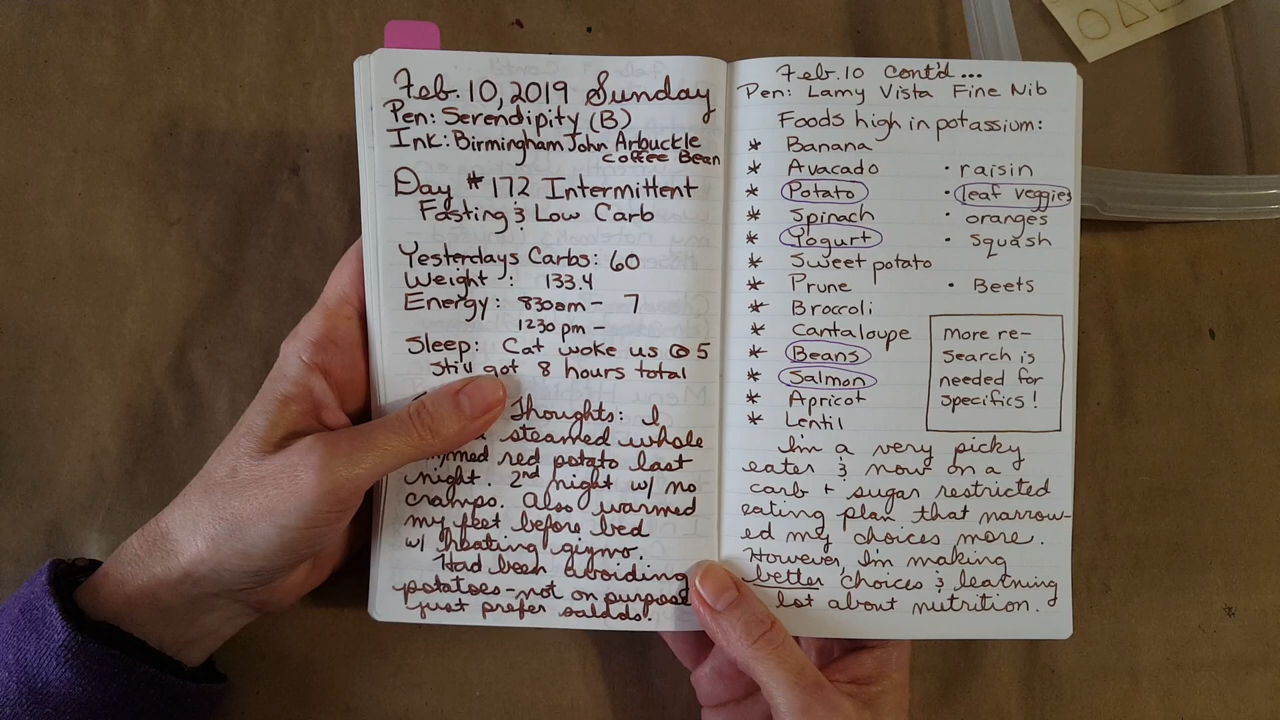 Feb. 10, 2019 Sunday
Pen: Serendipity (B)
Ink: Birmingham John Arbuckle
coffee Bean
Day #172 Intermittent
Fasting & Low Carb
Yesterdays Carbs: 60
Weight: 133.4
Energy: 830am - 7
1230 pm -
Sleep: Cat woke us @ 5
still got 8 hours total
Thoughts: I
steamed whole
red potato last
night. 2nd night w/ no
cramps. Also warmed
my feet before bed
w/ heating gizmo.
Had been avoiding
potatoes - not on purpose
just prefer salads.
Feb. 10 Cont'd...
Pen: Lamy Vista Fine Nib
Foods high in potassium:
* Banana
* Avacado
* Potato
* Spinach
* Yogurt
* Sweet potato
* Prune
* Broccoli
* Cantaloupe
* Beans
* Salmon
* Apricot
* Lentil
· raisin
· leaf veggies
· oranges
· squash
· Beets
More re-
search is
needed for
specifics!
I'm a very picky
eater & now on a
carb + sugar restricted
eating plan that narrow-
ed my choices more.
However, I'm making
better choices & learning
lot about nutrition.